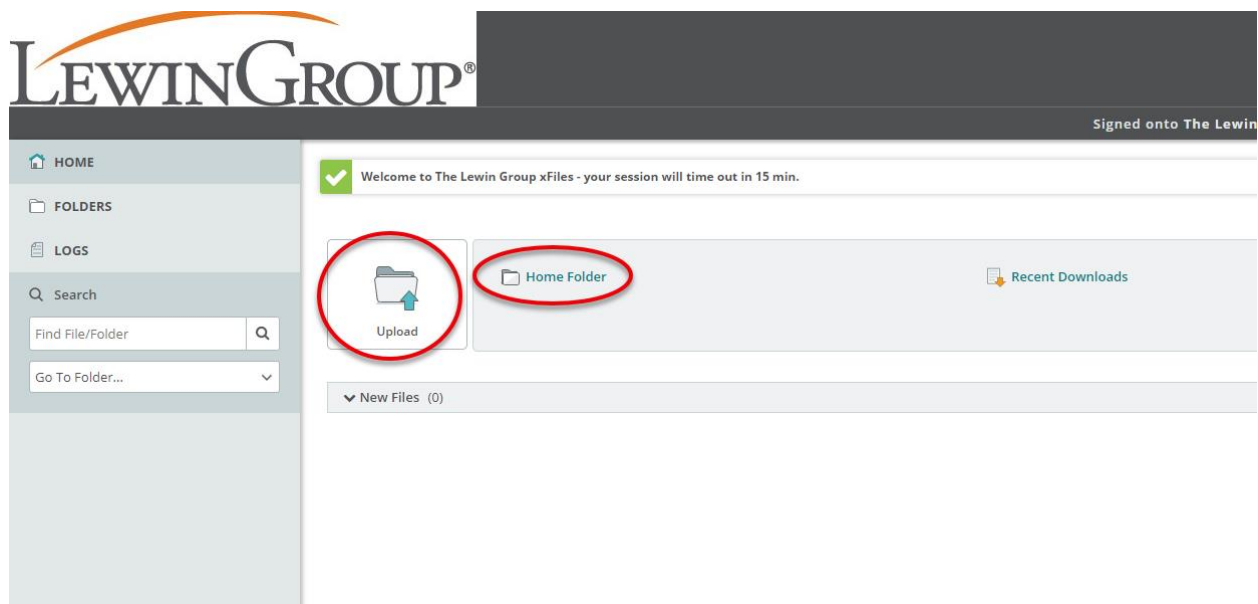 LEWINGROUP®
Signed onto The Lewin
HOME
FOLDERS
LOGS
Search
Find File/Folder
Go To Folder...
Welcome to The Lewin Group xFiles - your session will time out in 15 min.
Upload
Home Folder
Recent Downloads
New Files (0)